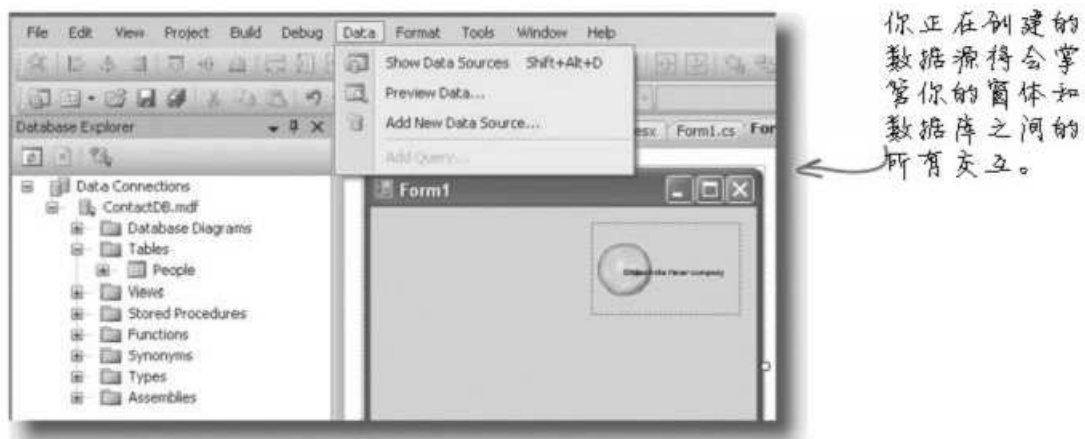 File Edit View Project Build Debug Data Format Tools Window Help
Show Data Sources Shift+Alt+D
Preview Data...
Add New Data Source...
Add Query...
Database Explorer
Form1.cs
Form1
Data Connections
ContactDB.mdf
Database Diagrams
Tables
People
Views
Stored Procedures
Functions
Synonyms
Types
Assemblies
你正在创建的
数据源将会掌
管你的窗体和
数据库之间的
所有交互。